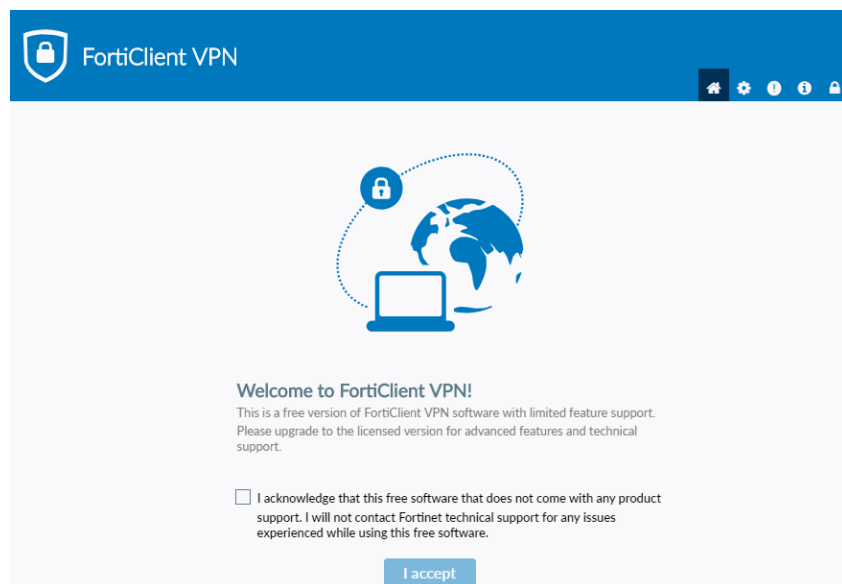 FortiClient VPN
Welcome to FortiClient VPN!
This is a free version of FortiClient VPN software with limited feature support.
Please upgrade to the licensed version for advanced features and technical
support.
I acknowledge that this free software that does not come with any product
support. I will not contact Fortinet technical support for any issues
experienced while using this free software.
I accept